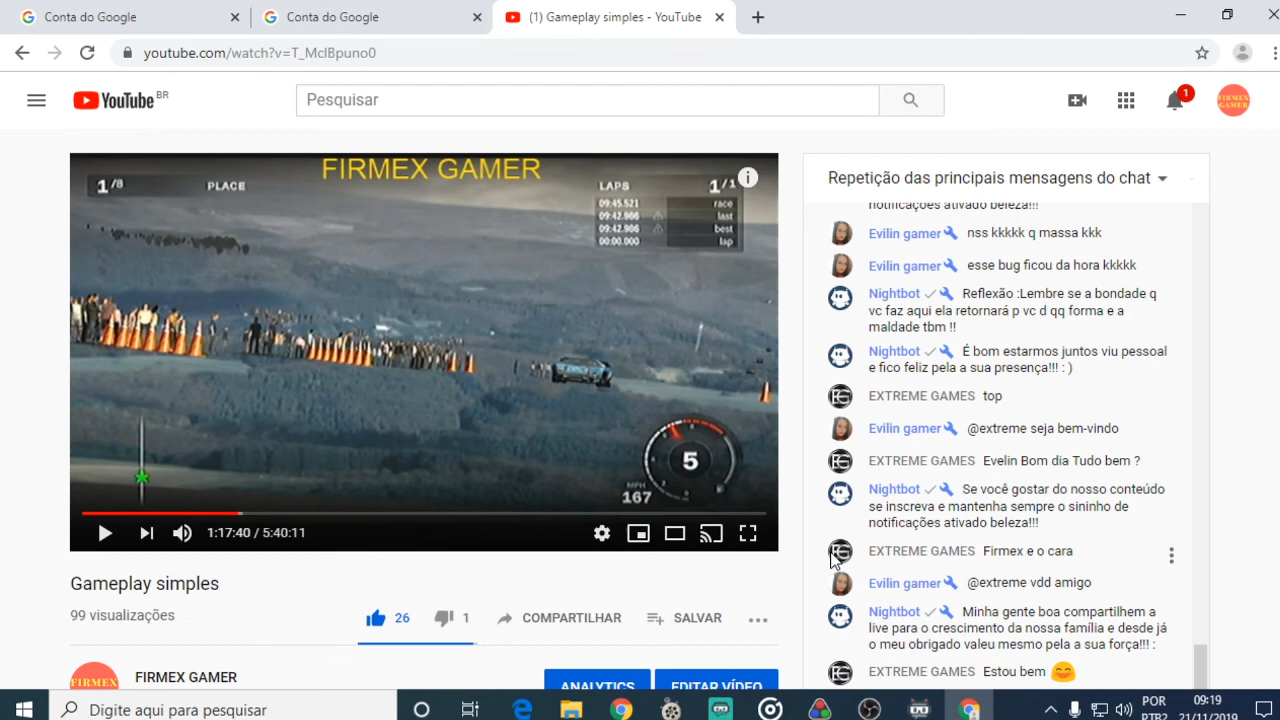 Conta do Google
Conta do Google
(1) Gameplay simples - YouTube
youtube.com/watch?v=T_MclBpuno0
YouTube BR
Pesquisar
1
FIRMEX GAMER
FIRMEX GAMER
1/8 PLACE
LAPS 1/1
09:45.521 race
09:42.986 last
09:42.986 best
00:00.000 lap
5
MPH
167
1:17:40 / 5:40:11
Gameplay simples
99 visualizações
26
1
COMPARTILHAR
SALVAR
FIRMEX
FIRMEX GAMER
ANALYTICS
EDITAR VÍDEO
Repetição das principais mensagens do chat
notificações ativado beleza!!!
Evilin gamer nss kkkkk q massa kkk
Evilin gamer esse bug ficou da hora kkkkk
Nightbot Reflexão :Lembre se a bondade q
vc faz aqui ela retornará p vc d qq forma e a
maldade tbm !!
Nightbot É bom estarmos juntos viu pessoal
e fico feliz pela a sua presença!!! : )
EXTREME GAMES top
Evilin gamer @extreme seja bem-vindo
EXTREME GAMES Evelin Bom dia Tudo bem ?
Nightbot Se você gostar do nosso conteúdo
se inscreva e mantenha sempre o sininho de
notificações ativado beleza!!!
EXTREME GAMES Firmex e o cara
Evilin gamer @extreme vdd amigo
Nightbot Minha gente boa compartilhem a
live para o crescimento da nossa família e desde já
o meu obrigado valeu mesmo pela a sua força!!! :
EXTREME GAMES Estou bem 😊
Digite aqui para pesquisar
POR
PTB2
09:19
21/11/2019